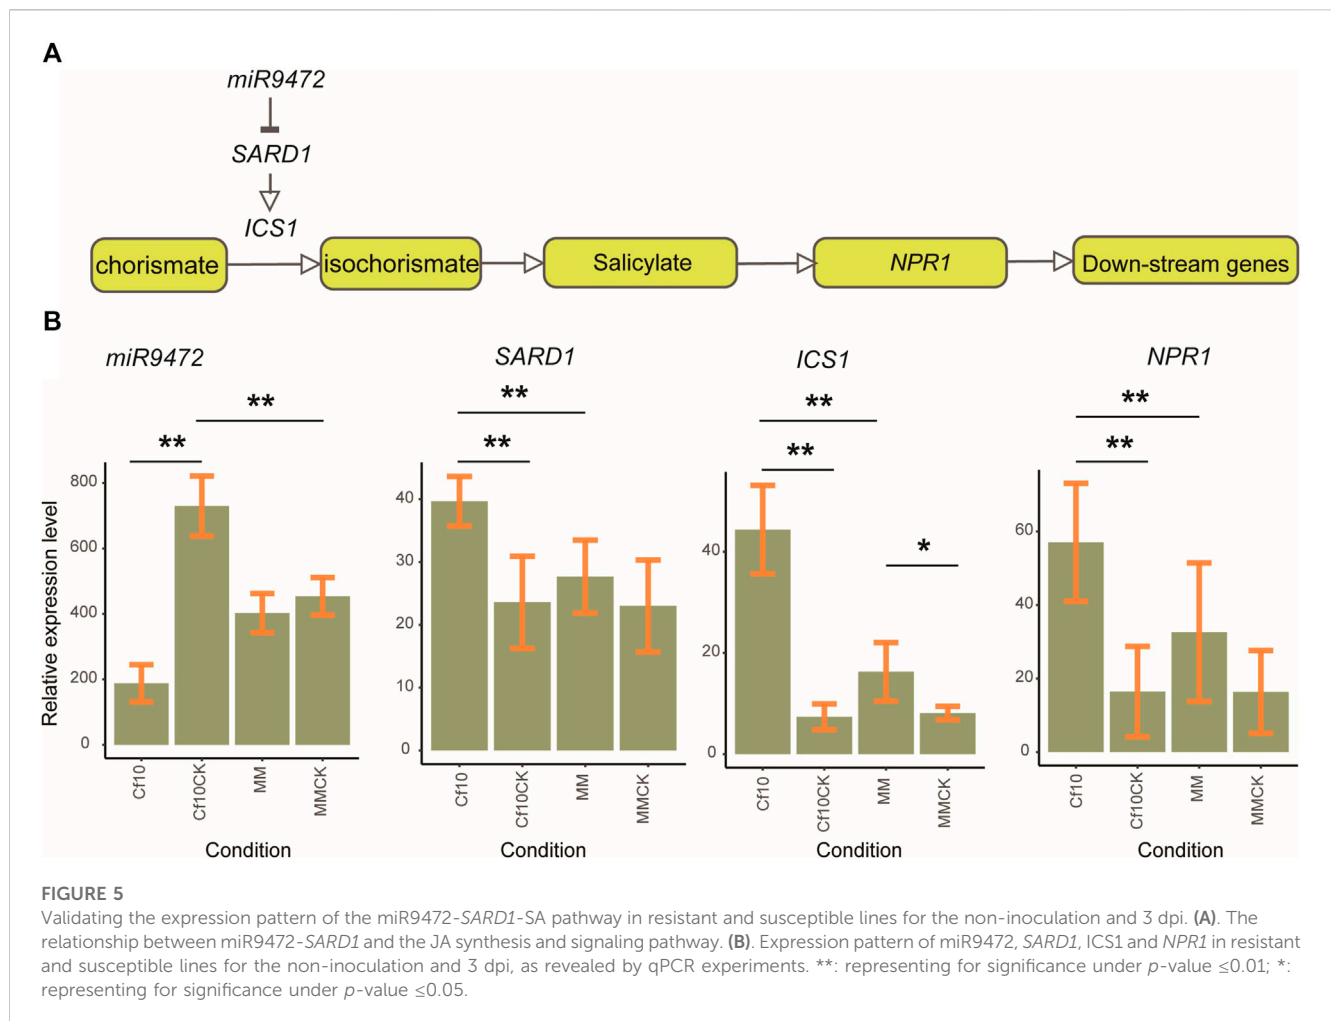 A
miR9472
SARD1
ICS1
chorismate isochorismate Salicylate NPR1 Down-stream genes
B
miR9472 SARD1 ICS1 NPR1
** ** ** ** ** ** * ** **
Relative expression level
800
600
400
200
0
Cf10 Cf10CK MM MMCK
Condition
40
30
20
10
0
Cf10 Cf10CK MM MMCK
Condition
40
20
0
Cf10 Cf10CK MM MMCK
Condition
60
40
20
0
Cf10 Cf10CK MM MMCK
Condition
FIGURE 5
Validating the expression pattern of the miR9472-SARD1-SA pathway in resistant and susceptible lines for the non-inoculation and 3 dpi. (A). The
relationship between miR9472-SARD1 and the JA synthesis and signaling pathway. (B). Expression pattern of miR9472, SARD1, ICS1 and NPR1 in resistant
and susceptible lines for the non-inoculation and 3 dpi, as revealed by qPCR experiments. **: representing for significance under p-value ≤0.01; *:
representing for significance under p-value ≤0.05.